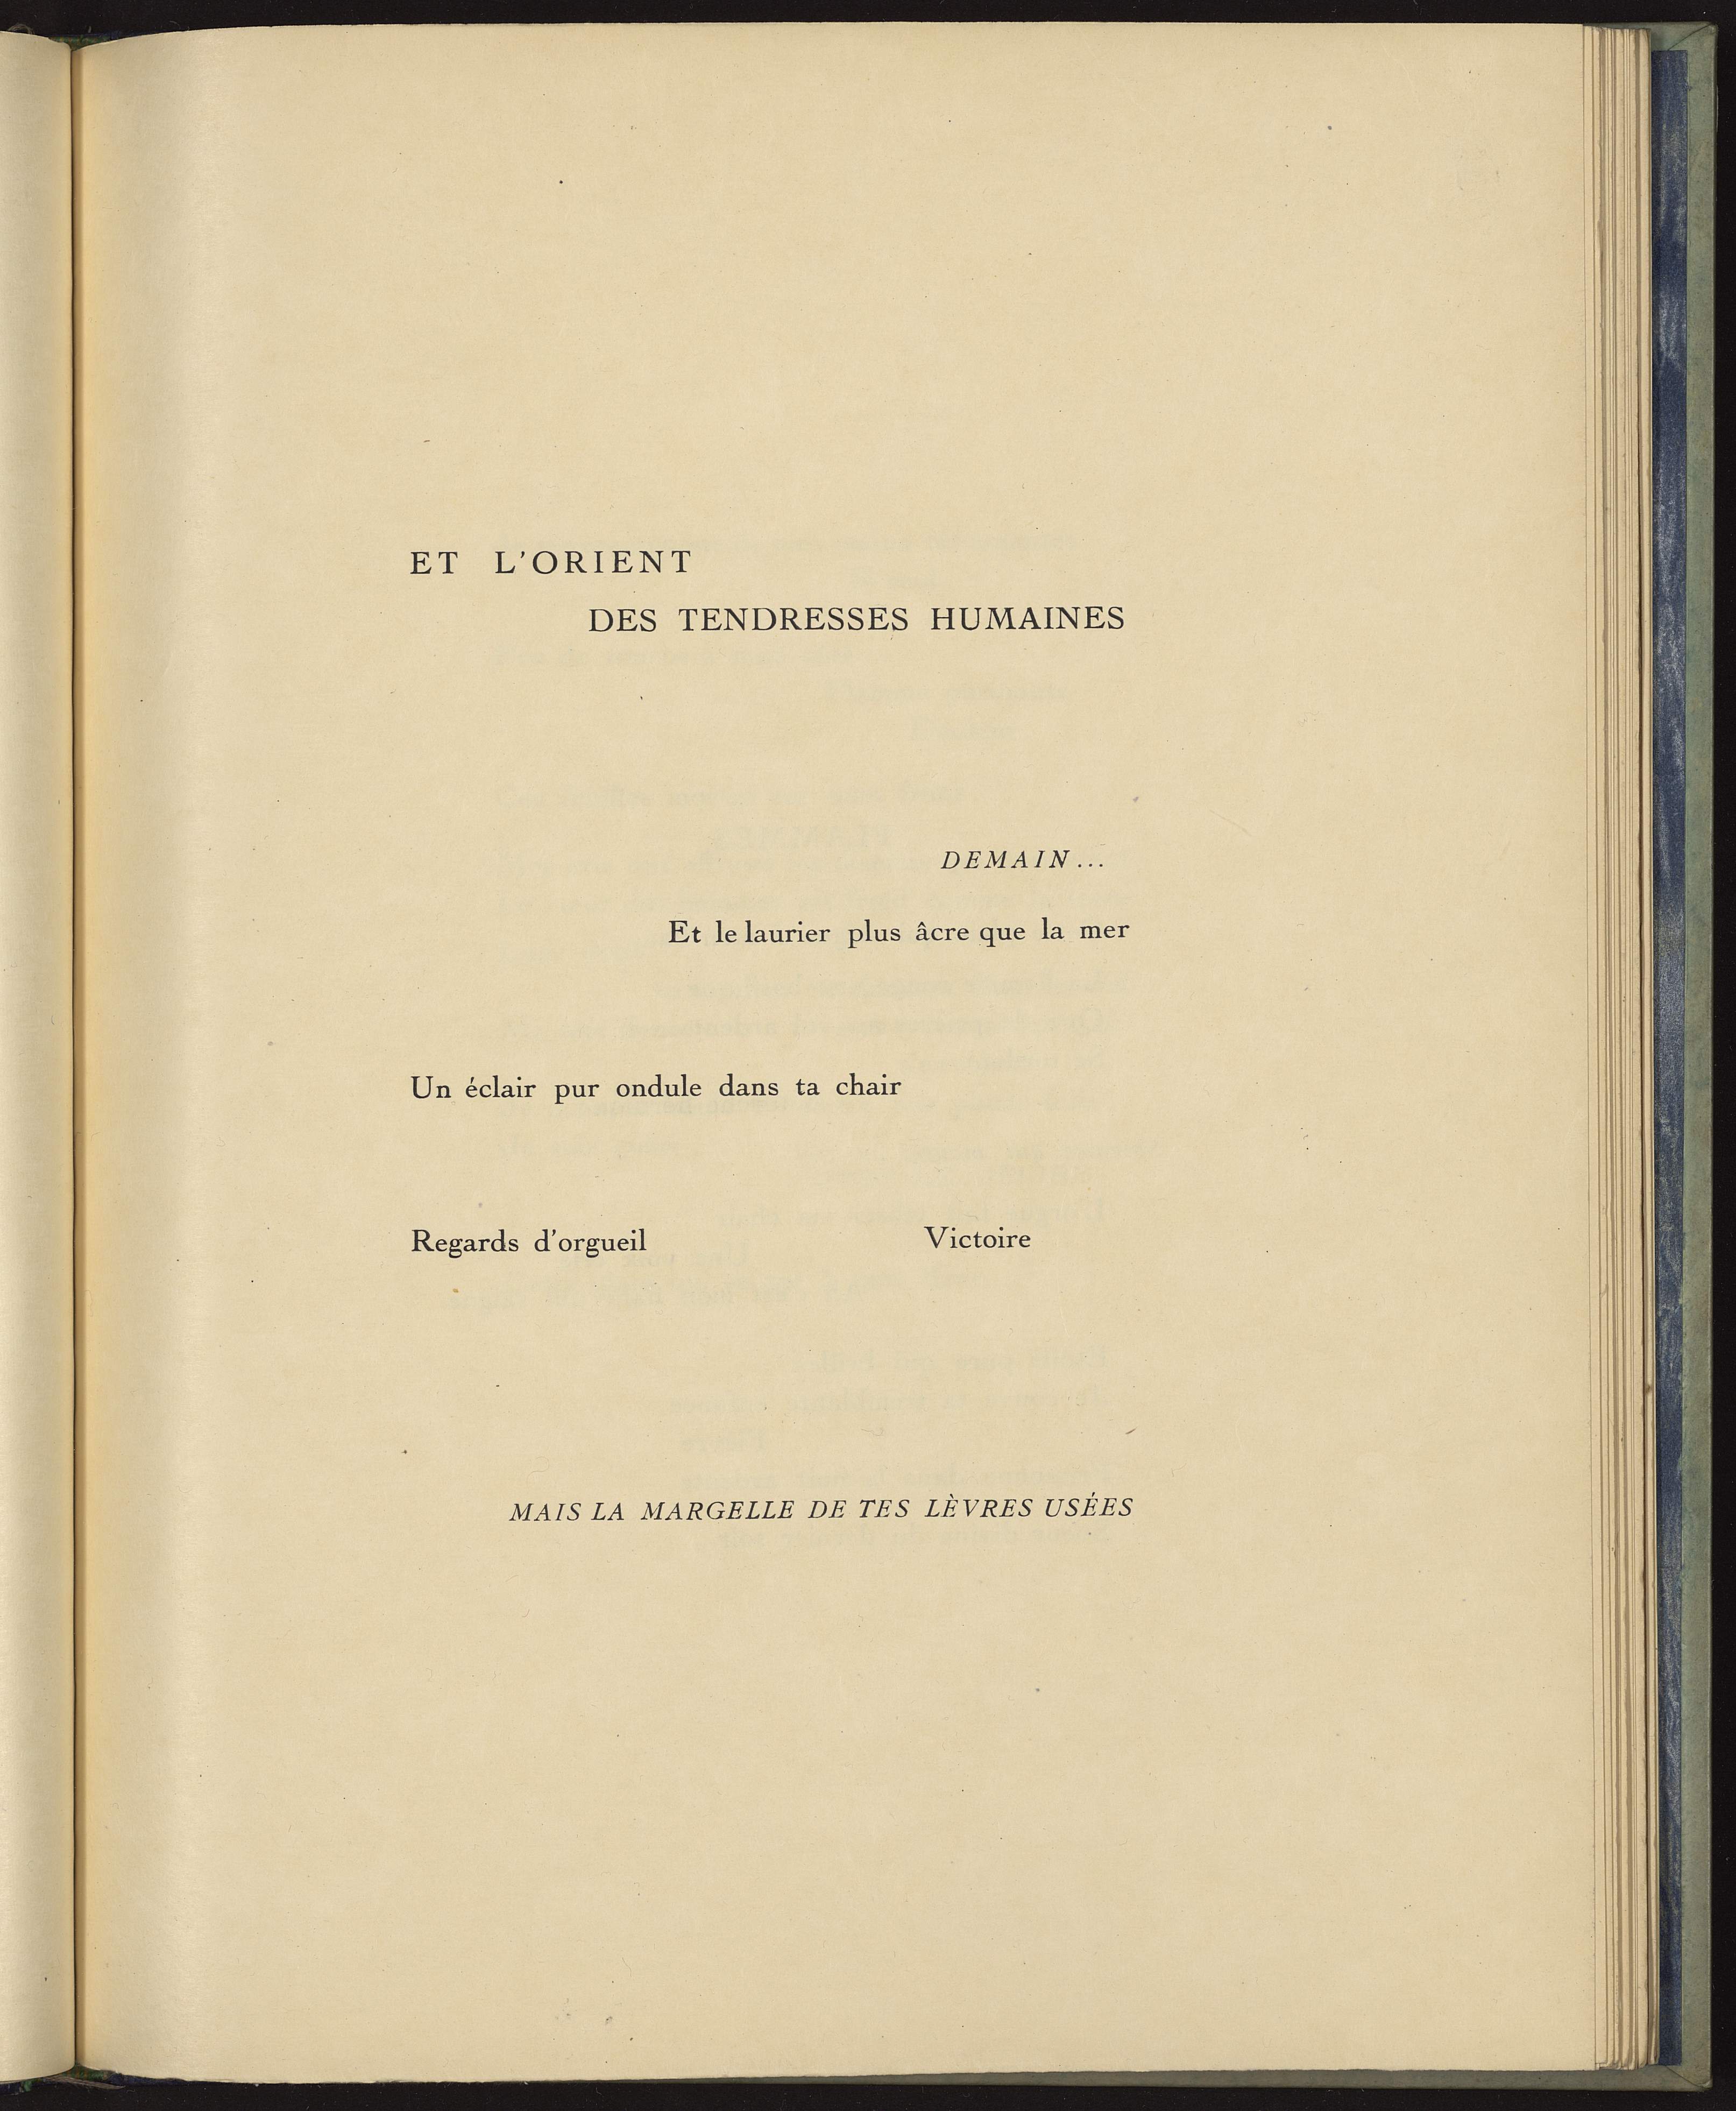 ET L'ORIENT
DES TENDRESSES HUMAINES
DEMAIN...
Et le laurier plus âcre que la mer
Un éclair pur ondule dans ta chair
Regards d'orgueil Victoire
MAIS LA MARGELLE DE TES LÈVRES USÉES